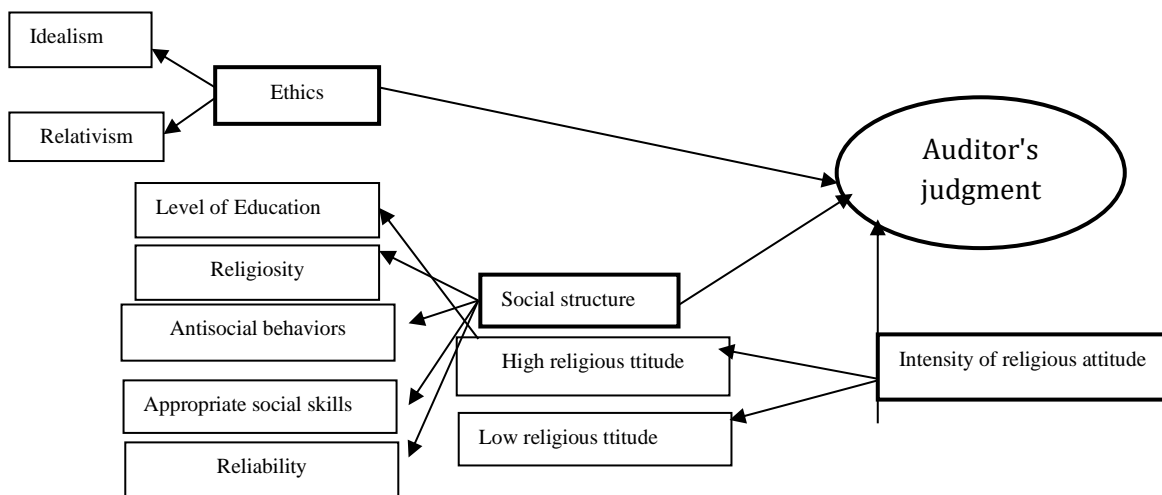 Idealism
Ethics
Relativism
Auditor's
judgment
Level of Education
Religiosity
Social structure
Antisocial behaviors
High religious ttitude
Intensity of religious attitude
Appropriate social skills
Low religious ttitude
Reliability